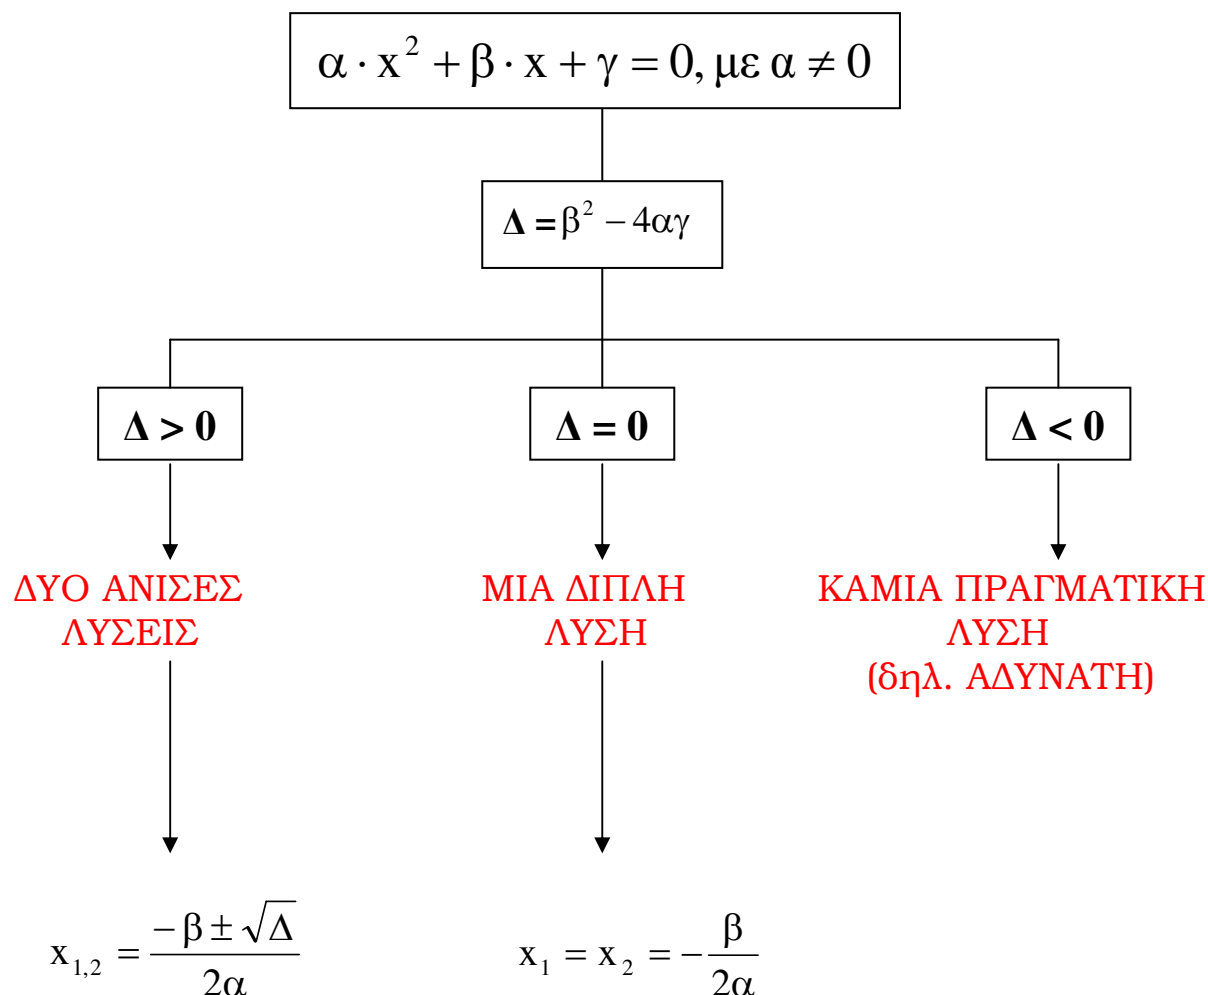 α · x² + β · x + γ = 0, με α ≠ 0
Δ = β² − 4αγ
Δ > 0
Δ = 0
Δ < 0
ΔΥΟ ΑΝΙΣΕΣ
ΛΥΣΕΙΣ
ΜΙΑ ΔΙΠΛΗ
ΛΥΣΗ
ΚΑΜΙΑ ΠΡΑΓΜΑΤΙΚΗ
ΛΥΣΗ
(δηλ. ΑΔΥΝΑΤΗ)
x₁,₂ = (−β ± √Δ) / 2α
x₁ = x₂ = −β / 2α